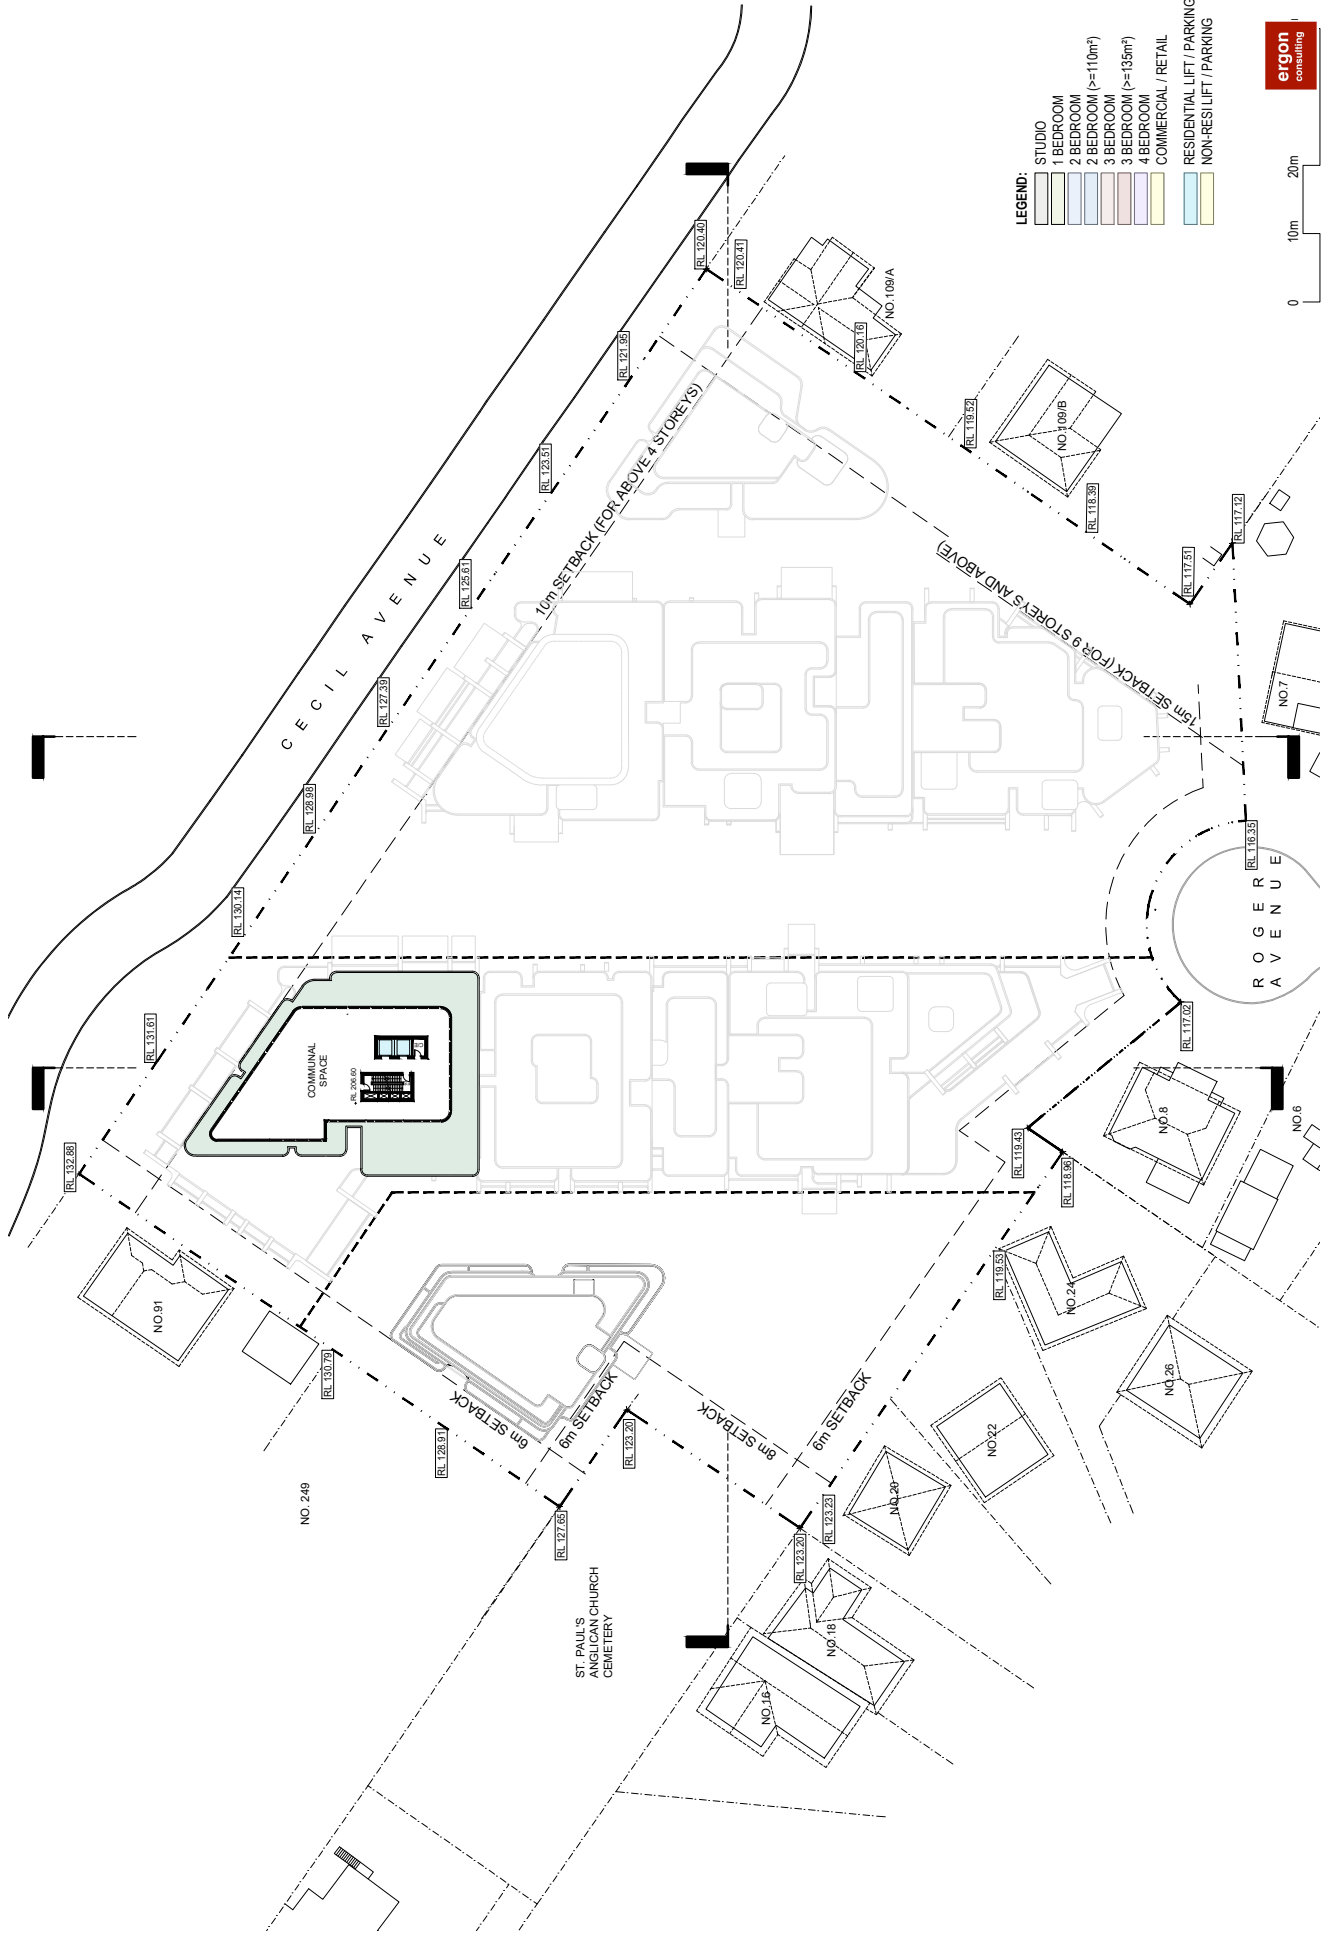 CECIL AVENUE
RL 120.40
RL 120.41
RL 121.95
RL 123.51
RL 125.61
RL 127.39
RL 128.98
RL 130.14
RL 131.61
RL 132.88
10m SETBACK (FOR ABOVE 4 STOREYS)
15m SETBACK (FOR 9 STOREYS AND ABOVE)
NO.109/A
RL 120.16
RL 119.52
NO.109/B
RL 118.39
RL 117.51
RL 117.12
NO.7
RL 116.35
ROGER
AVENUE
RL 117.02
COMMUNAL
SPACE
RL 206.60
NO.91
RL 130.79
RL 128.91
6m SETBACK
6m SETBACK
RL 127.65
RL 123.20
8m SETBACK
6m SETBACK
RL 123.20
RL 123.23
RL 119.43
RL 118.96
RL 119.53
NO.8
NO.6
NO.24
NO.26
NO.22
NO.20
NO.18
NO.16
NO. 249
ST. PAUL'S
ANGLICAN CHURCH
CEMETERY
LEGEND:
STUDIO
1 BEDROOM
2 BEDROOM
2 BEDROOM (>=110m²)
3 BEDROOM
3 BEDROOM (>=135m²)
4 BEDROOM
COMMERCIAL / RETAIL
RESIDENTIAL LIFT / PARKING
NON-RESI LIFT / PARKING
0
10m
20m
ergon
consulting